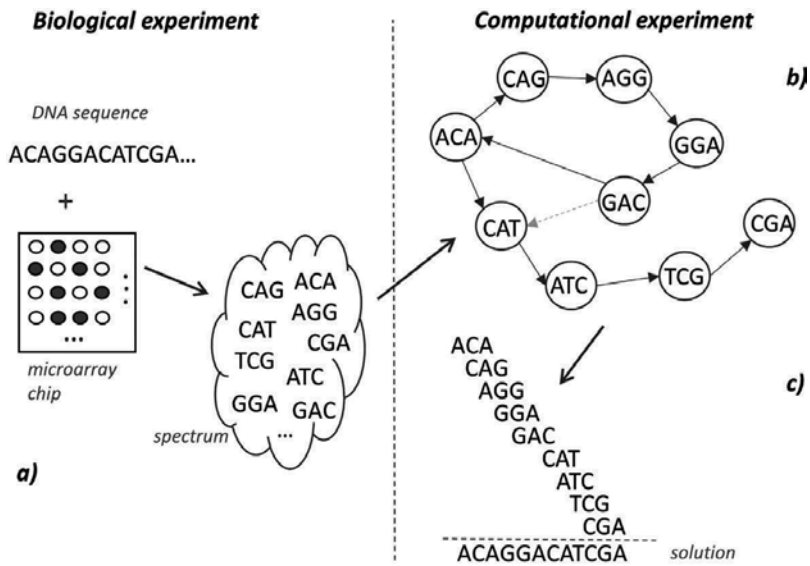 Biological experiment
DNA sequence
ACAGGACATCGA...
+
...
...
microarray
chip
CAG ACA
AGG
CAT
CGA
TCG
ATC
GGA GAC
...
spectrum
a)
Computational experiment
b)
CAG AGG
ACA
GGA
GAC
CAT
CGA
TCG
ATC
c)
ACA
CAG
AGG
GGA
GAC
CAT
ATC
TCG
CGA
ACAGGACATCGA solution